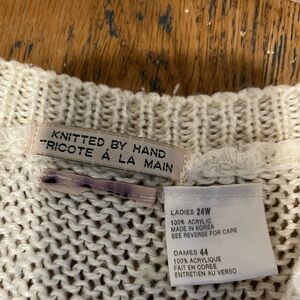 KNITTED BY HAND
TRICOTE Á LA MAIN
LADIES 24W
100% ACRYLIC
MADE IN KOREA
SEE REVERSE FOR CARE
DAMES 44
100% ACRYLIQUE
FAIT EN COREE
ENTRETIEN AU VERSO